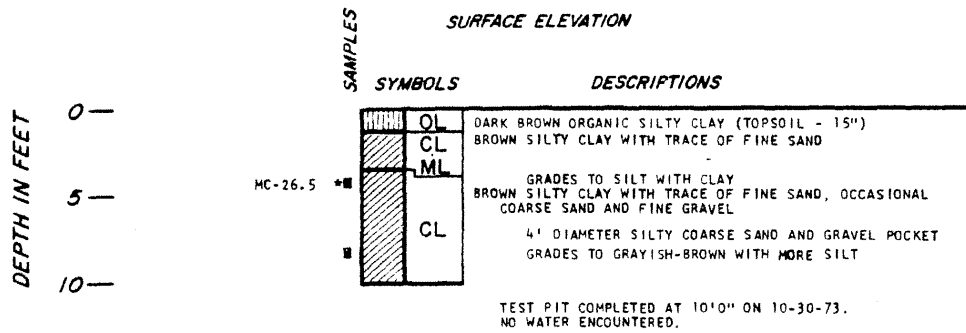 SURFACE ELEVATION
SAMPLES
SYMBOLS
DESCRIPTIONS
DEPTH IN FEET
0
OL
DARK BROWN ORGANIC SILTY CLAY (TOPSOIL - 15")
CL
BROWN SILTY CLAY WITH TRACE OF FINE SAND
ML
GRADES TO SILT WITH CLAY
MC-26.5 *
5
BROWN SILTY CLAY WITH TRACE OF FINE SAND, OCCASIONAL
COARSE SAND AND FINE GRAVEL
CL
4' DIAMETER SILTY COARSE SAND AND GRAVEL POCKET
GRADES TO GRAYISH-BROWN WITH MORE SILT
10
TEST PIT COMPLETED AT 10'0" ON 10-30-73.
NO WATER ENCOUNTERED.